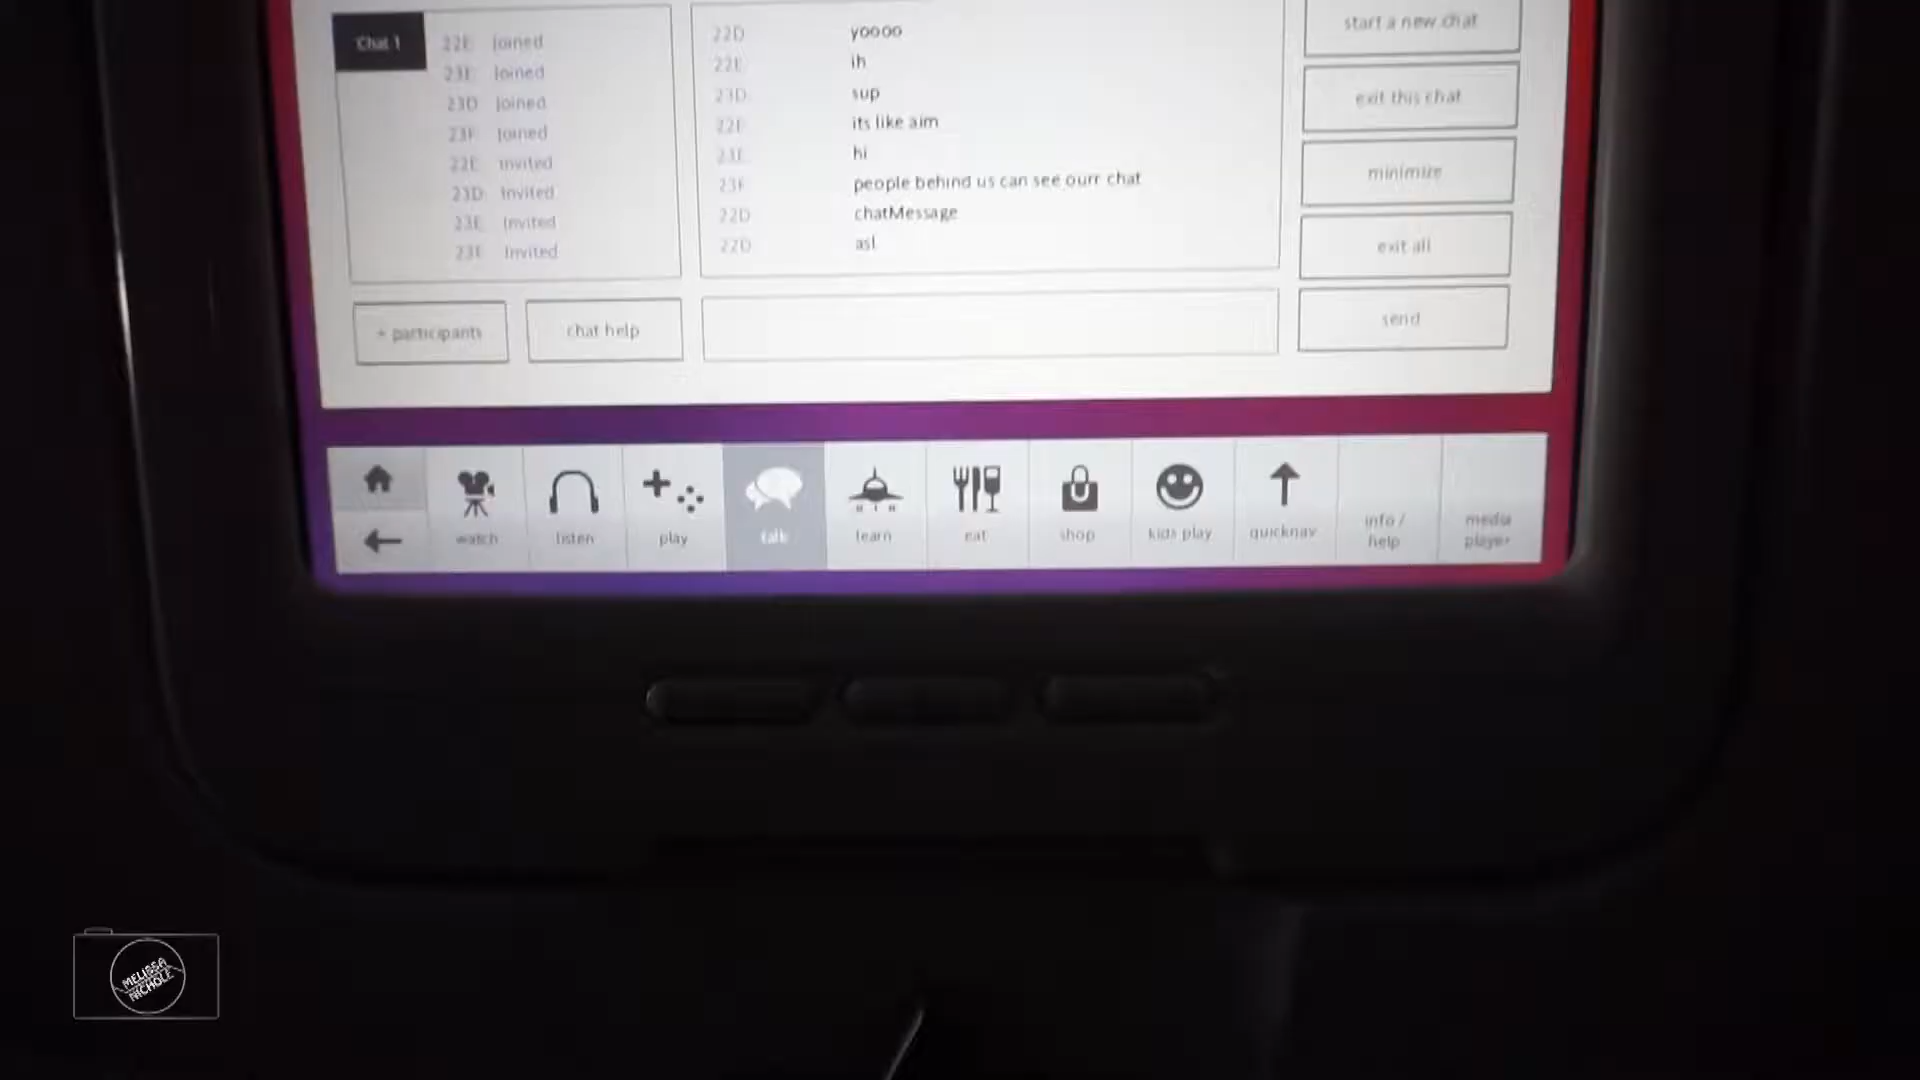 Chat 1
22E joined
23E joined
23D joined
23F joined
22E invited
23D invited
23E invited
23F invited
22D yoooo
22E ih
23D sup
22F its like aim
23E hi
23F people behind us can see ourr chat
22D chatMessage
22D asl
start a new chat
exit this chat
minimize
exit all
send
+ participants
chat help
watch
listen
play
talk
learn
eat
shop
kids play
quicknav
info /
help
media
player
MELISSA
NICHOLE